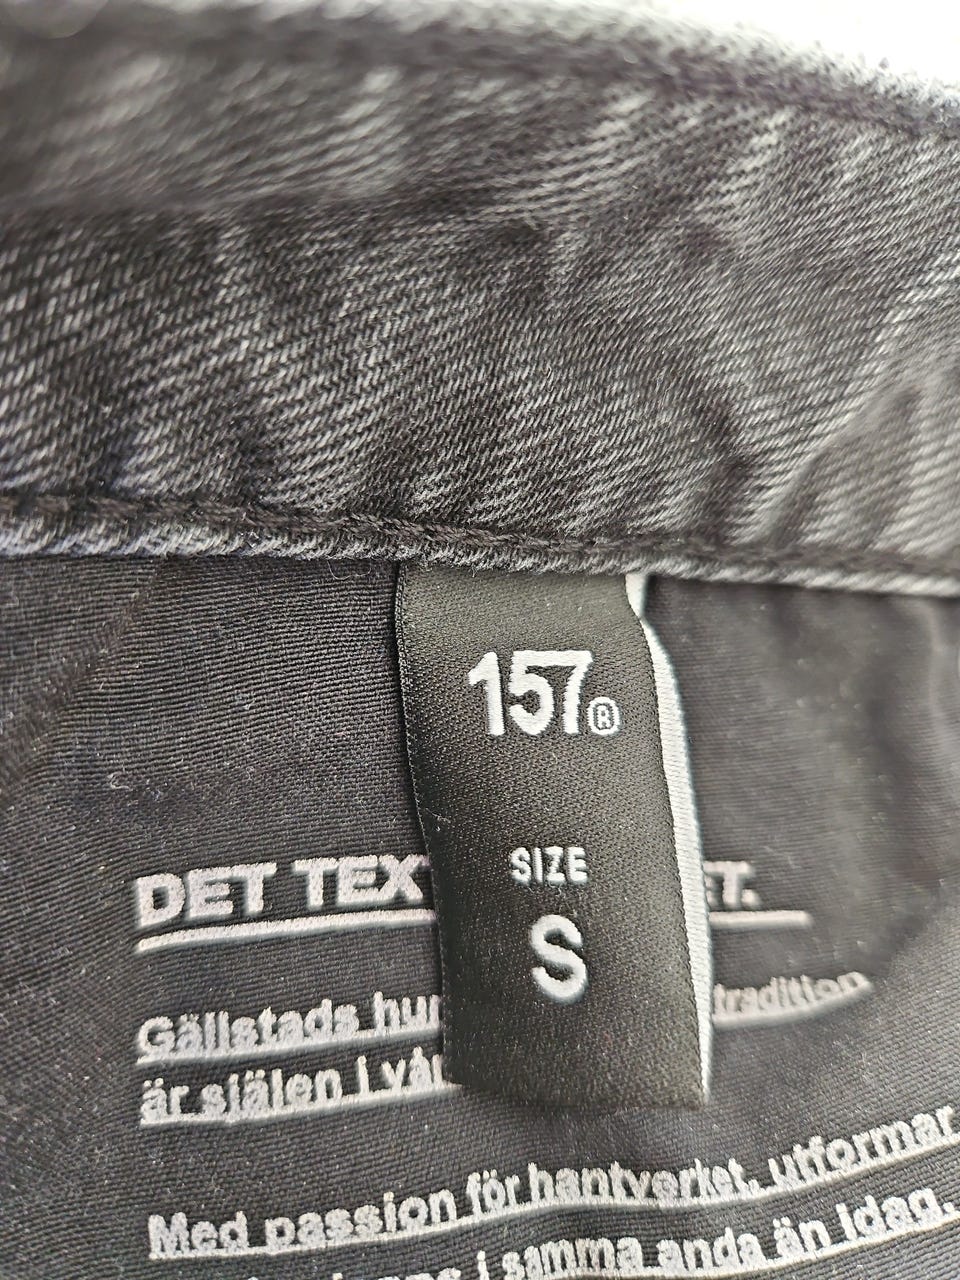 157®
SIZE
S
DET TEX ET.
Gällstads hun tradition
är själen i vår
Med passion för hantverket, utformar
i samma anda än idag.